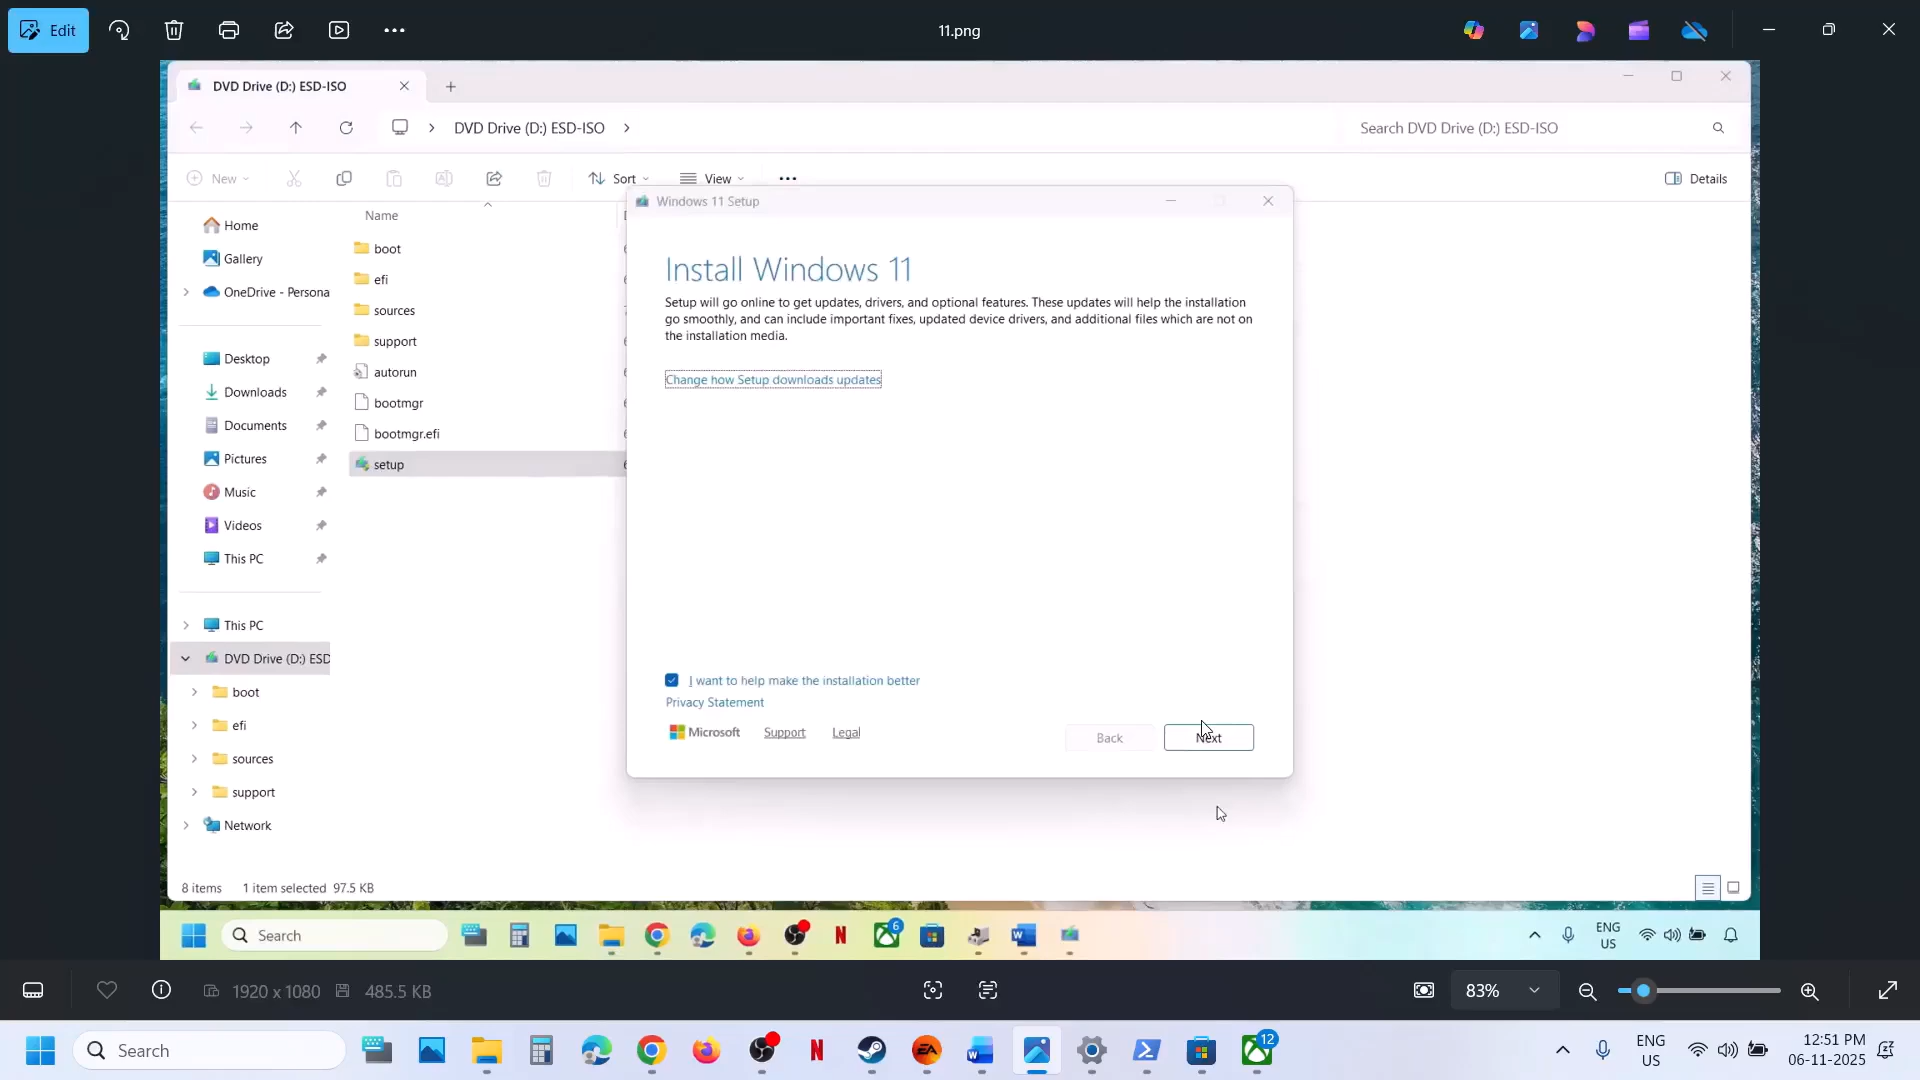 Edit
11.png
DVD Drive (D:) ESD-ISO
DVD Drive (D:) ESD-ISO
Search DVD Drive (D:) ESD-ISO
New
Sort
View
Details
Home
Gallery
OneDrive - Persona
Desktop
Downloads
Documents
Pictures
Music
Videos
This PC
This PC
DVD Drive (D:) ESD
boot
efi
sources
support
Network
Name
boot
efi
sources
support
autorun
bootmgr
bootmgr.efi
setup
Windows 11 Setup
Install Windows 11
Setup will go online to get updates, drivers, and optional features. These updates will help the installation
go smoothly, and can include important fixes, updated device drivers, and additional files which are not on
the installation media.
Change how Setup downloads updates
I want to help make the installation better
Privacy Statement
Microsoft Support Legal
Back Next
8 items 1 item selected 97.5 KB
Search
6
ENG
US
1920 x 1080 485.5 KB
83%
Search
12
ENG
US
12:51 PM
06-11-2025